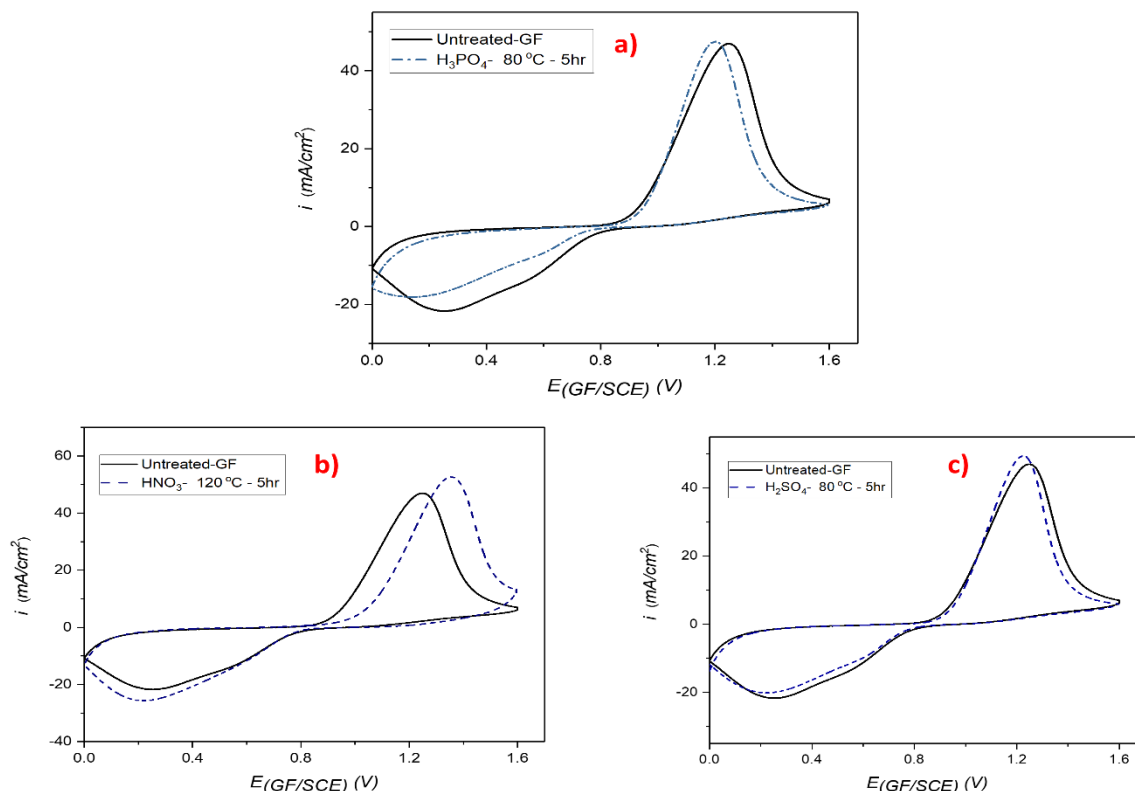 a)
Untreated-GF
H₃PO₄- 80 °C - 5hr
i (mA/cm²)
40
20
0
-20
0.0 0.4 0.8 1.2 1.6
E(GF/SCE) (V)
b)
Untreated-GF
HNO₃- 120 °C - 5hr
i (mA/cm²)
60
40
20
0
-20
-40
0.0 0.4 0.8 1.2 1.6
E(GF/SCE) (V)
c)
Untreated-GF
H₂SO₄- 80 °C - 5hr
i (mA/cm²)
40
20
0
-20
0.0 0.4 0.8 1.2 1.6
E(GF/SCE) (V)